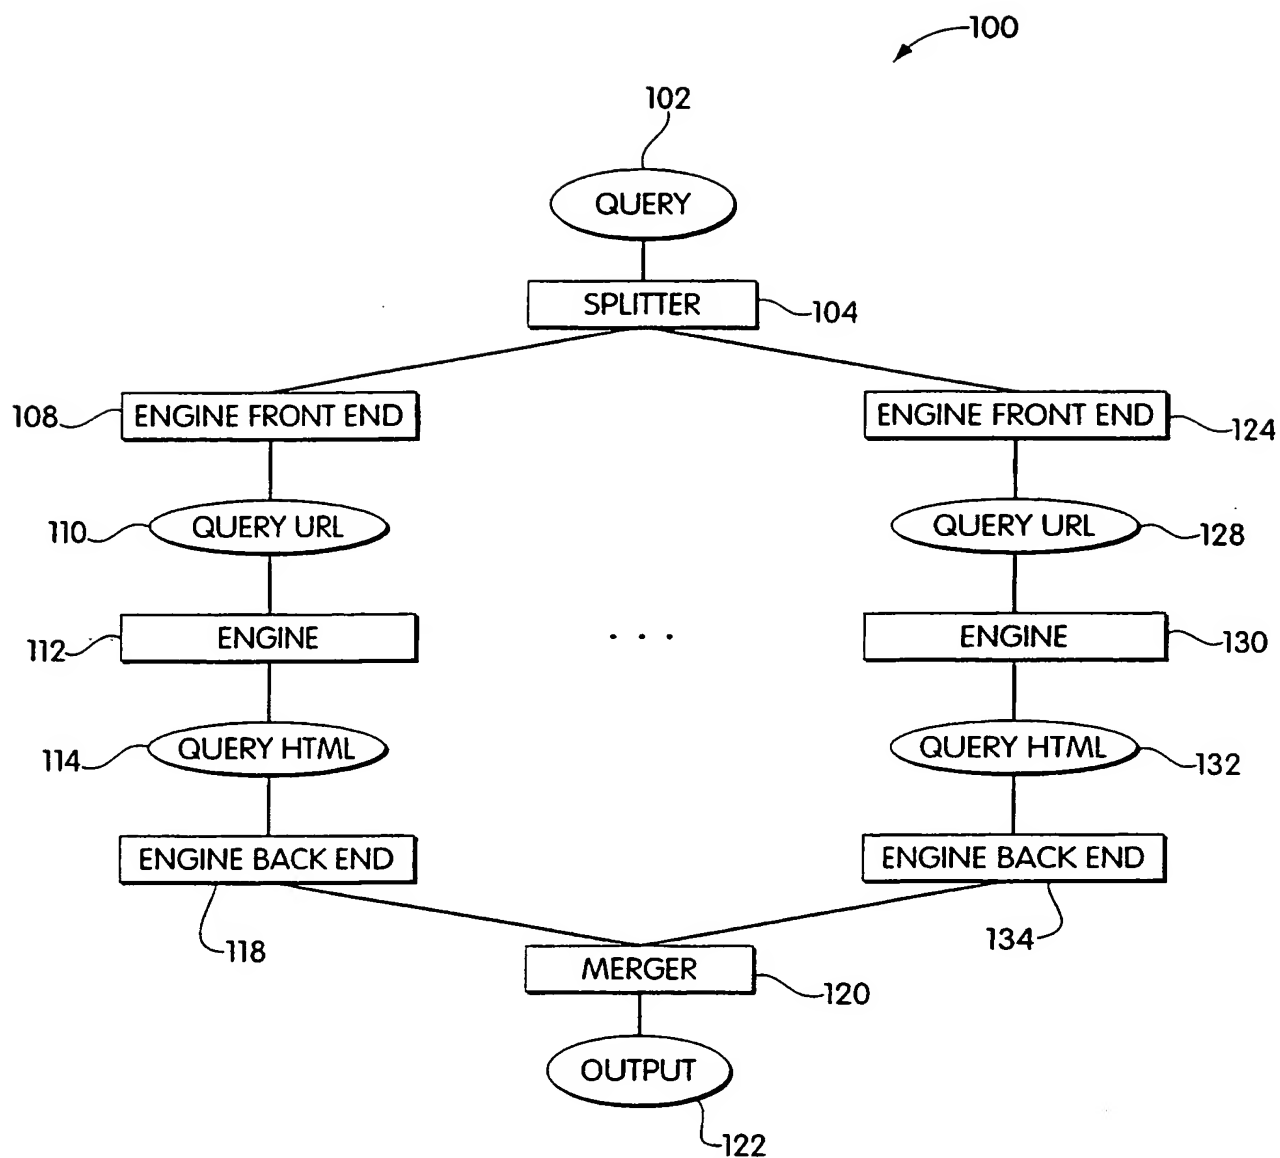 100
102
QUERY
SPLITTER
104
108
ENGINE FRONT END
ENGINE FRONT END
124
110
QUERY URL
QUERY URL
128
112
ENGINE
. . .
ENGINE
130
114
QUERY HTML
QUERY HTML
132
ENGINE BACK END
ENGINE BACK END
118
134
MERGER
120
OUTPUT
122